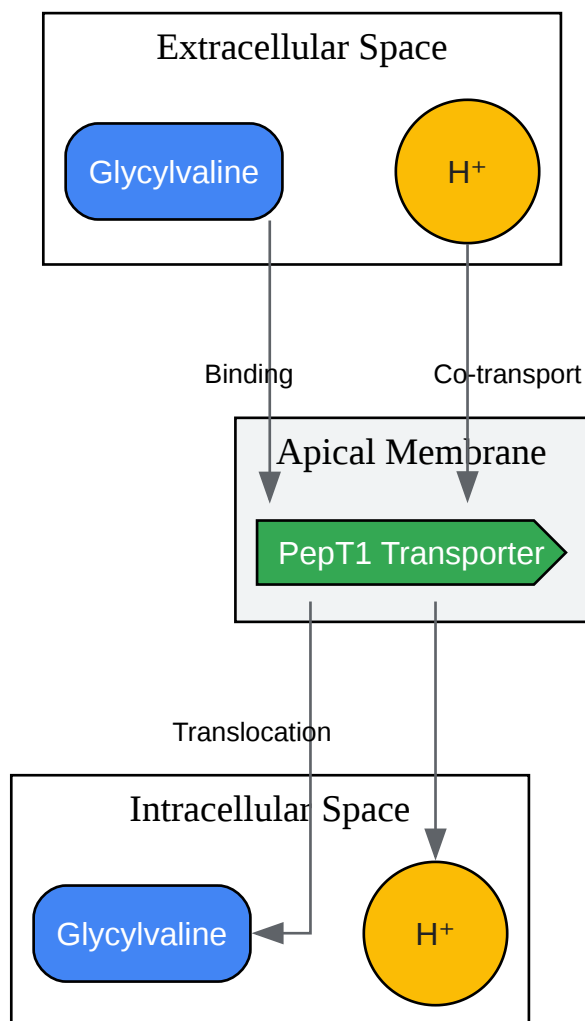 Extracellular Space
Glycylvaline
H⁺
Binding
Co-transport
Apical Membrane
PepT1 Transporter
Translocation
Intracellular Space
Glycylvaline
H⁺